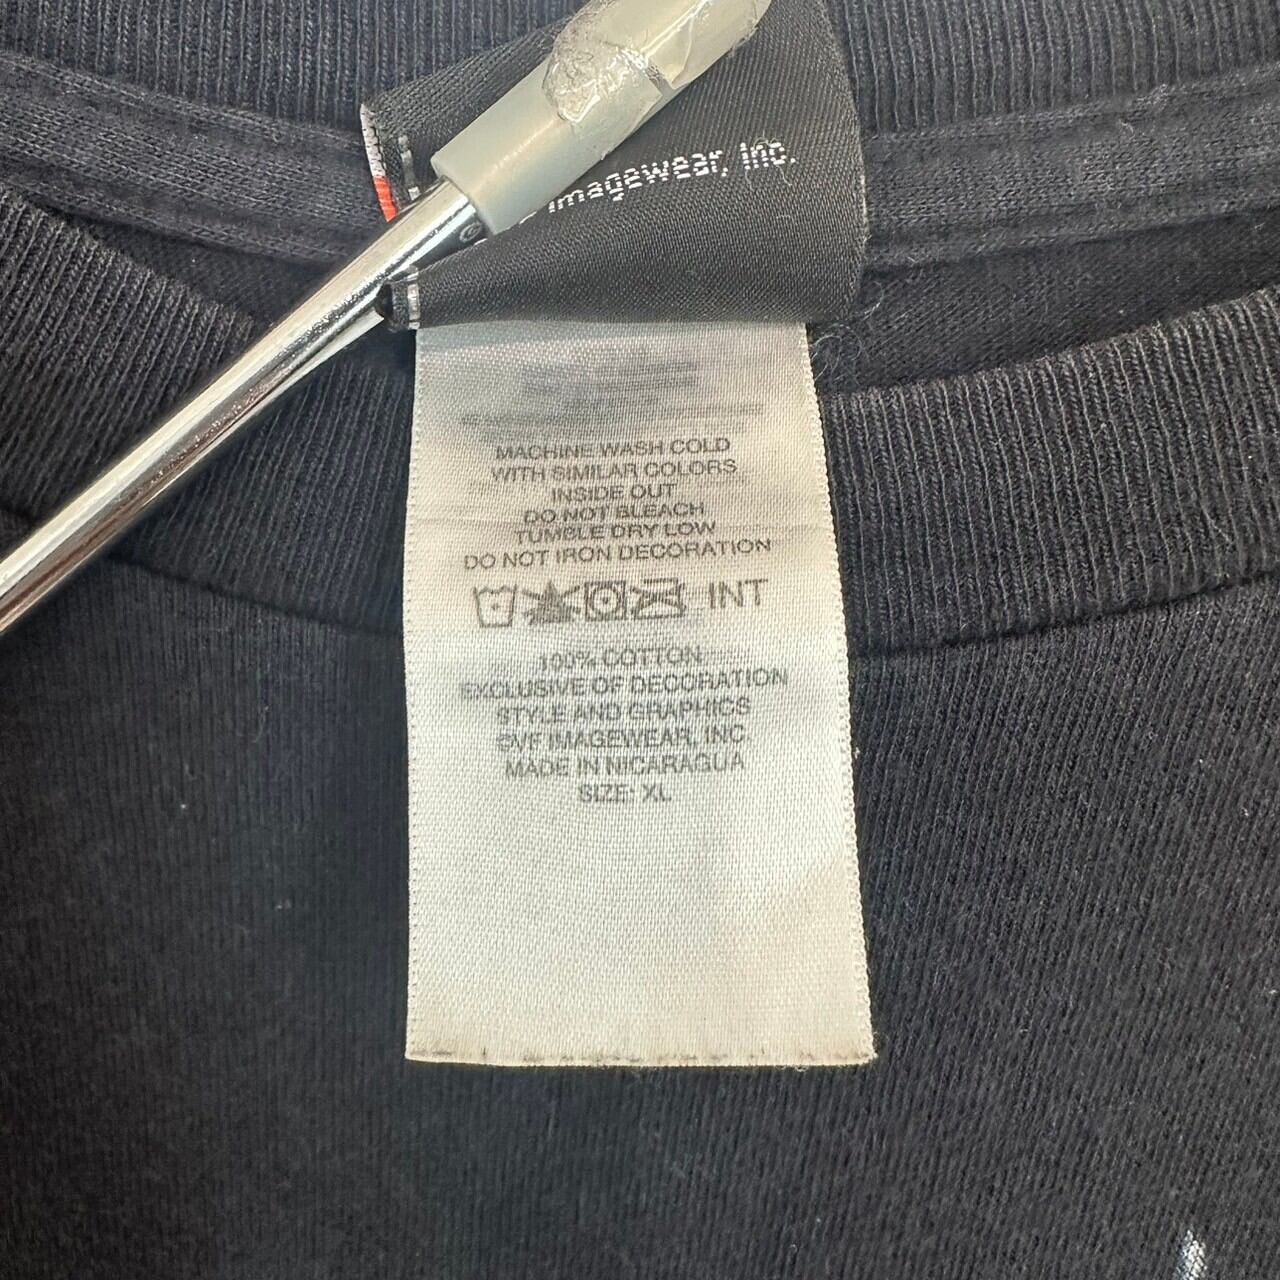 Imagewear, Inc.
MACHINE WASH COLD
WITH SIMILAR COLORS
INSIDE OUT
DO NOT BLEACH
TUMBLE DRY LOW
DO NOT IRON DECORATION
INT
100% COTTON
EXCLUSIVE OF DECORATION
STYLE AND GRAPHICS
©VF IMAGEWEAR, INC.
MADE IN NICARAGUA
SIZE: XL